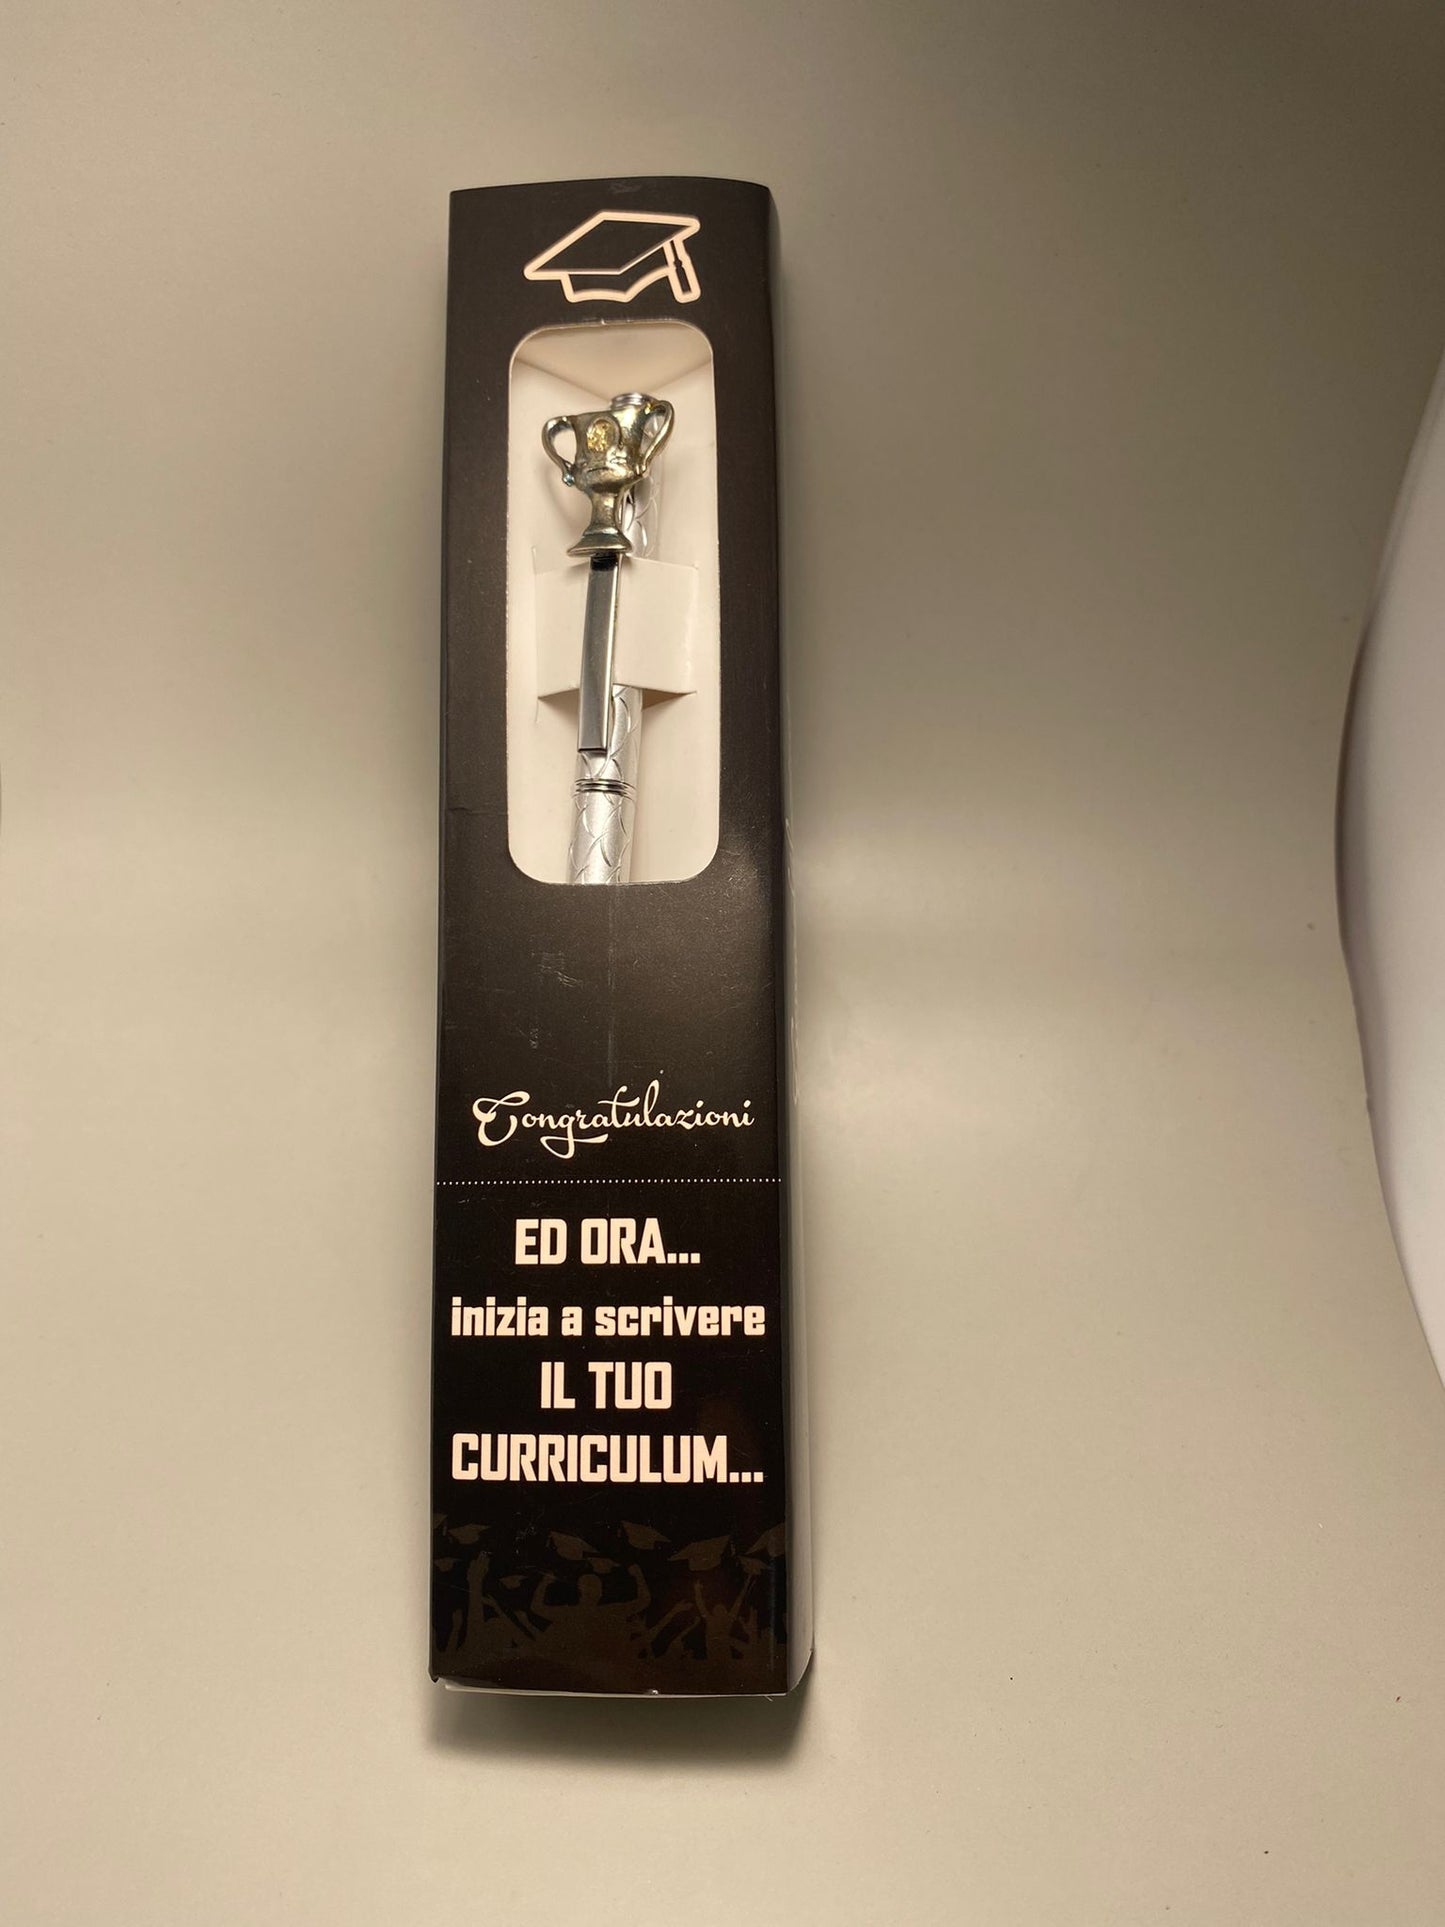 Congratulazioni
ED ORA...
inizia a scrivere
IL TUO
CURRICULUM...